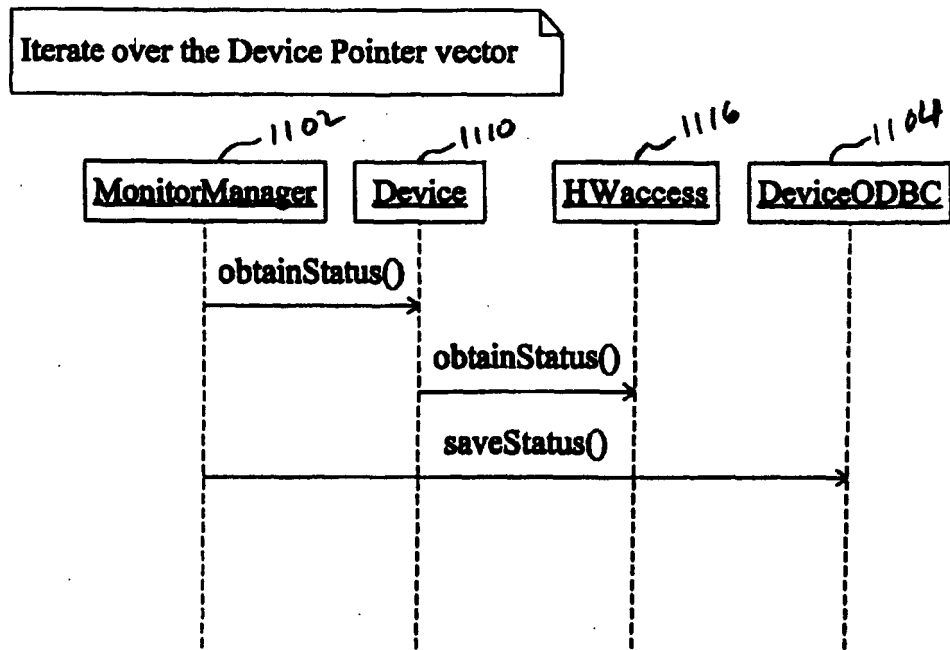 Iterate over the Device Pointer vector
1102
1110
1116
1104
MonitorManager
Device
HWaccess
DeviceODBC
obtainStatus()
obtainStatus()
saveStatus()